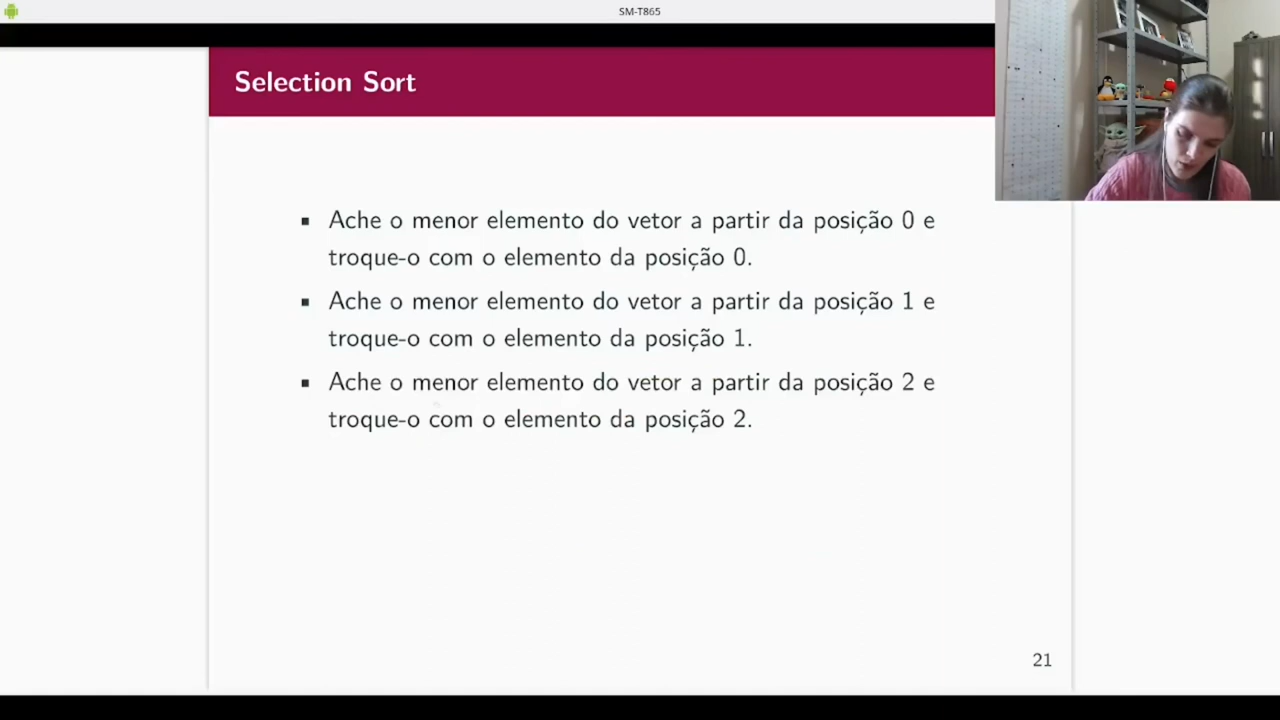 SM-T865
Selection Sort
▪ Ache o menor elemento do vetor a partir da posição 0 e
troque-o com o elemento da posição 0.
▪ Ache o menor elemento do vetor a partir da posição 1 e
troque-o com o elemento da posição 1.
▪ Ache o menor elemento do vetor a partir da posição 2 e
troque-o com o elemento da posição 2.
21